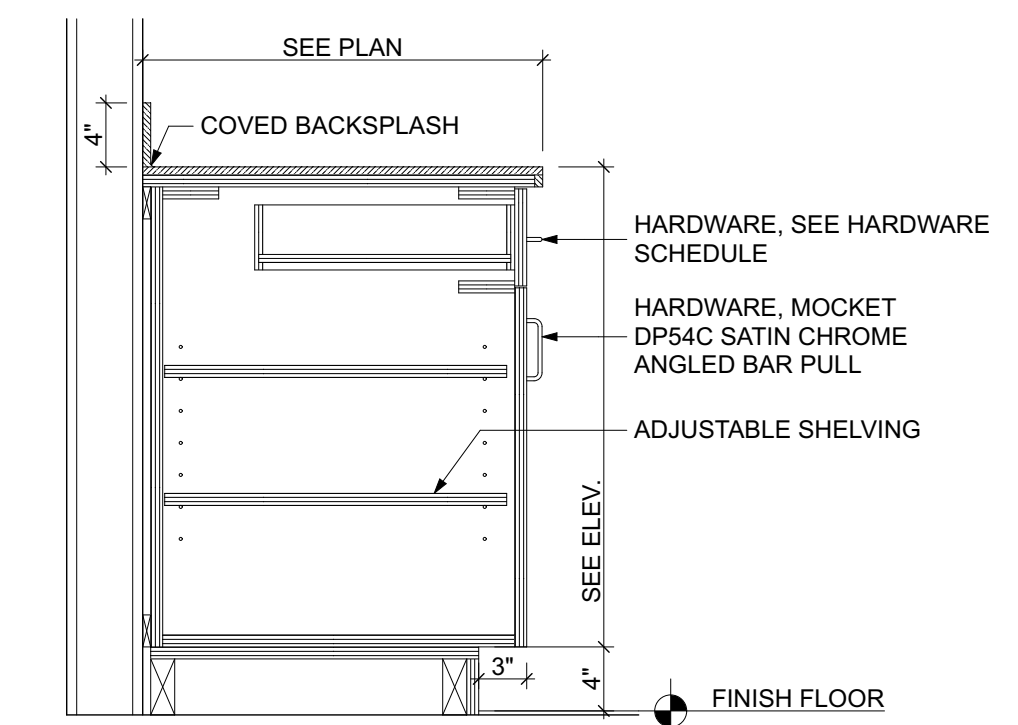 SEE PLAN
4"
COVED BACKSPLASH
HARDWARE, SEE HARDWARE
SCHEDULE
HARDWARE, MOCKET
DP54C SATIN CHROME
ANGLED BAR PULL
ADJUSTABLE SHELVING
SEE ELEV.
3"
4"
FINISH FLOOR